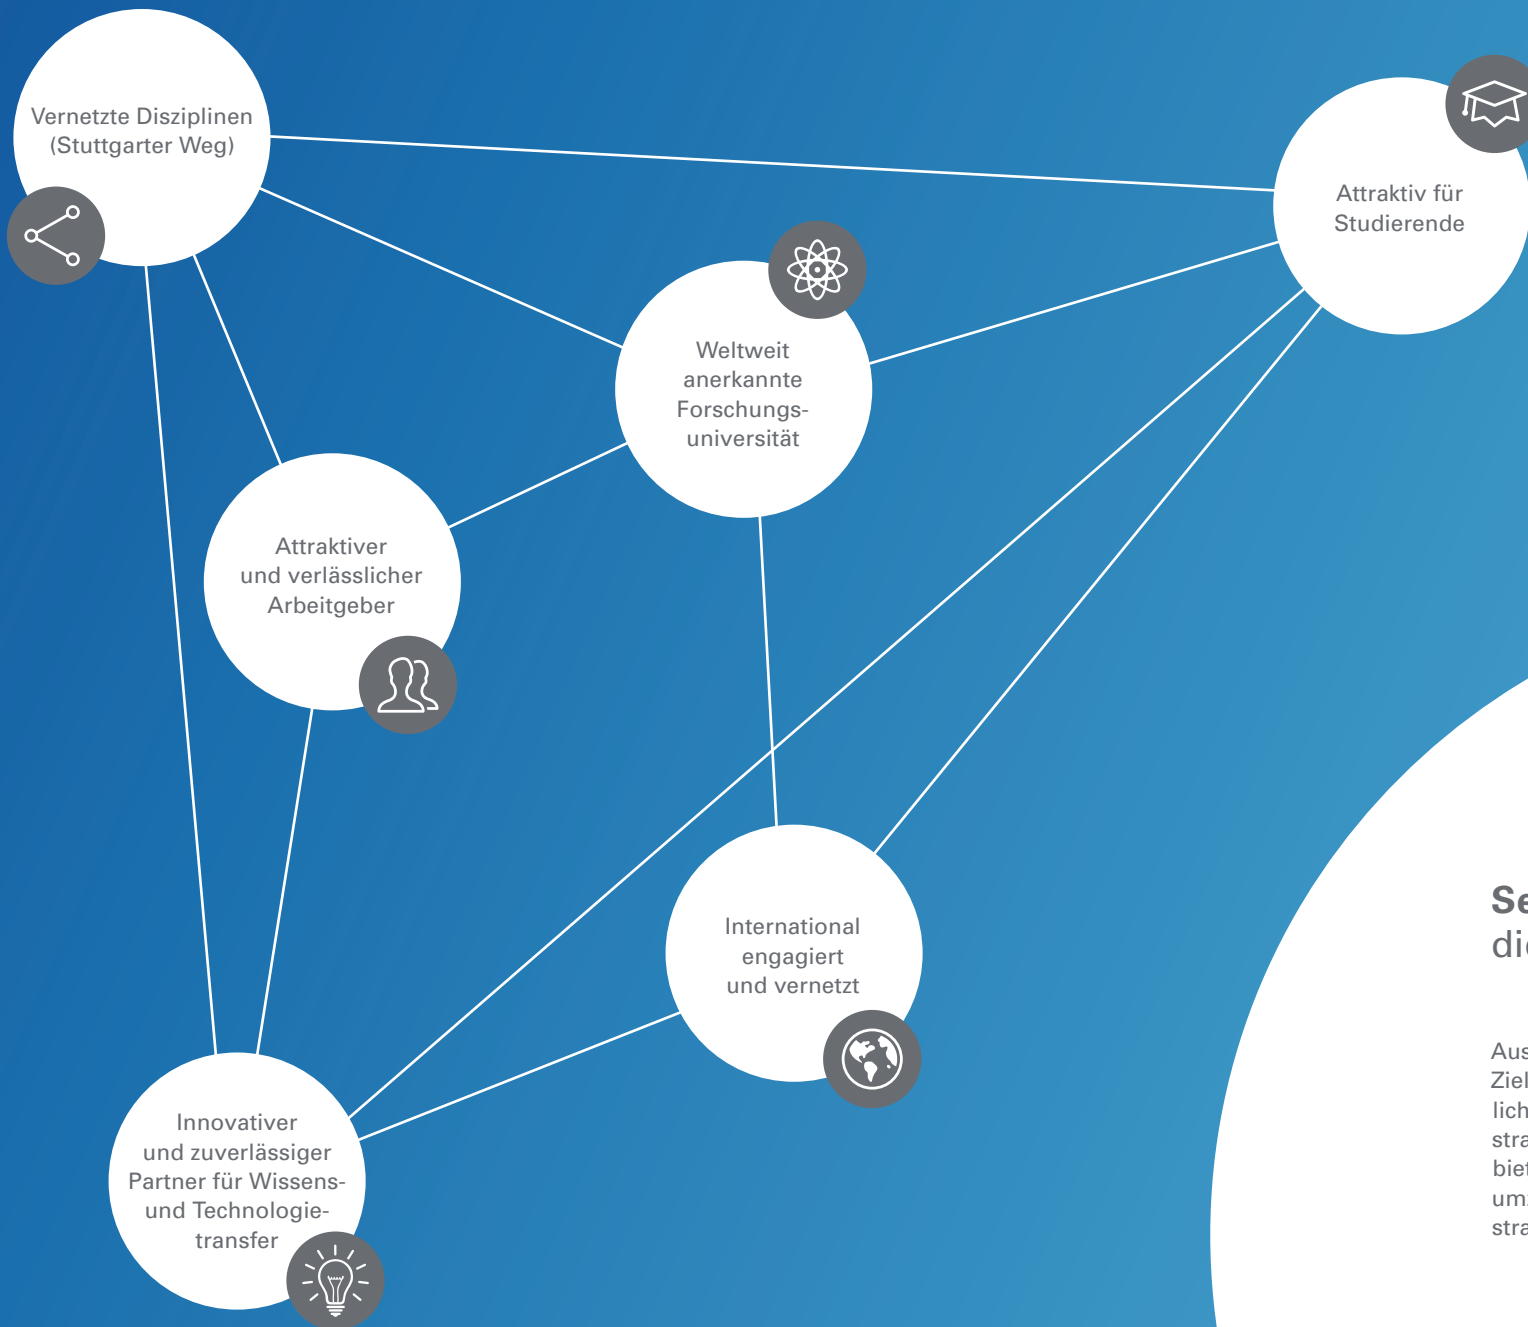 Vernetzte Disziplinen
(Stuttgarter Weg)
Attraktiv für
Studierende
Weltweit
anerkannte
Forschungs-
universität
Attraktiver
und verlässlicher
Arbeitgeber
International
engagiert
und vernetzt
Innovativer
und zuverlässiger
Partner für Wissens-
und Technologie-
transfer